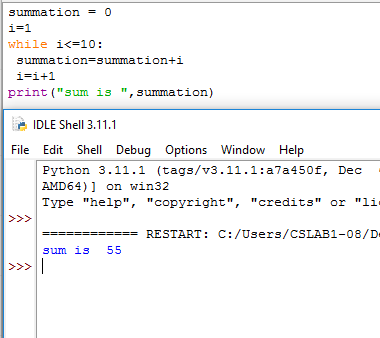 summation = 0
i=1
while i<=10:
 summation=summation+i
 i=i+1
print("sum is ",summation)
IDLE Shell 3.11.1
File Edit Shell Debug Options Window Help
Python 3.11.1 (tags/v3.11.1:a7a450f, Dec
AMD64)] on win32
Type "help", "copyright", "credits" or "li
>>>
============ RESTART: C:/Users/CSLAB1-08/De
sum is  55
>>>